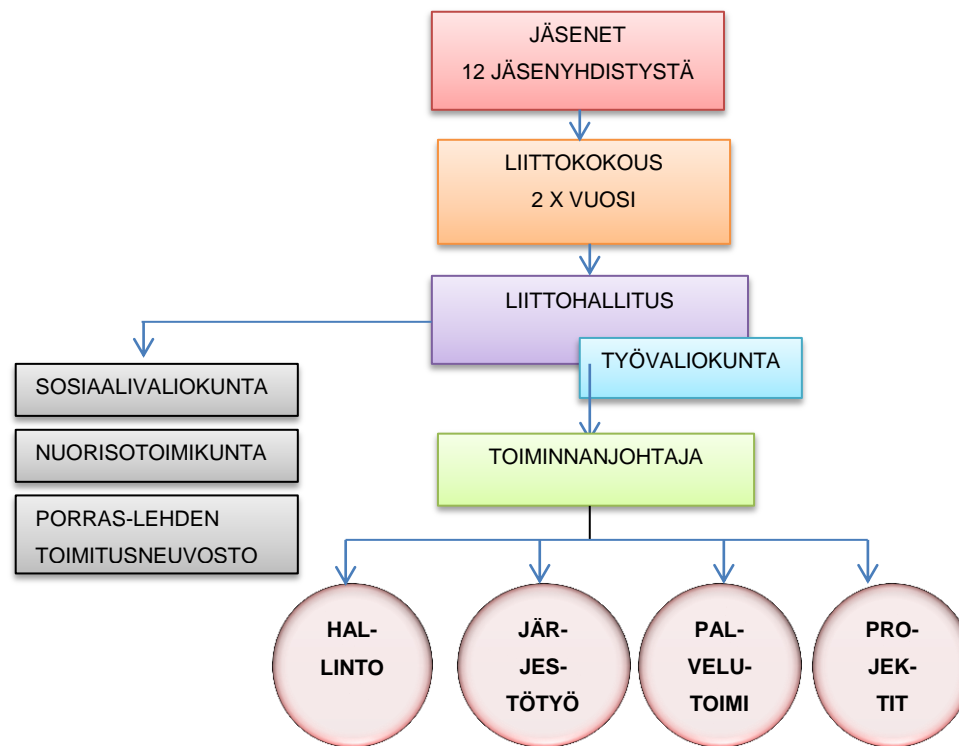 JÄSENET
12 JÄSENYHDISTYSTÄ
LIITTOKOKOUS
2 X VUOSI
LIITTOHALLITUS
TYÖVALIOKUNTA
SOSIAALIVALIOKUNTA
NUORISOTOIMIKUNTA
PORRAS-LEHDEN
TOIMITUSNEUVOSTO
TOIMINNANJOHTAJA
HAL-
LINTO
JÄR-
JES-
TÖTYÖ
PAL-
VELU-
TOIMI
PRO-
JEK-
TIT